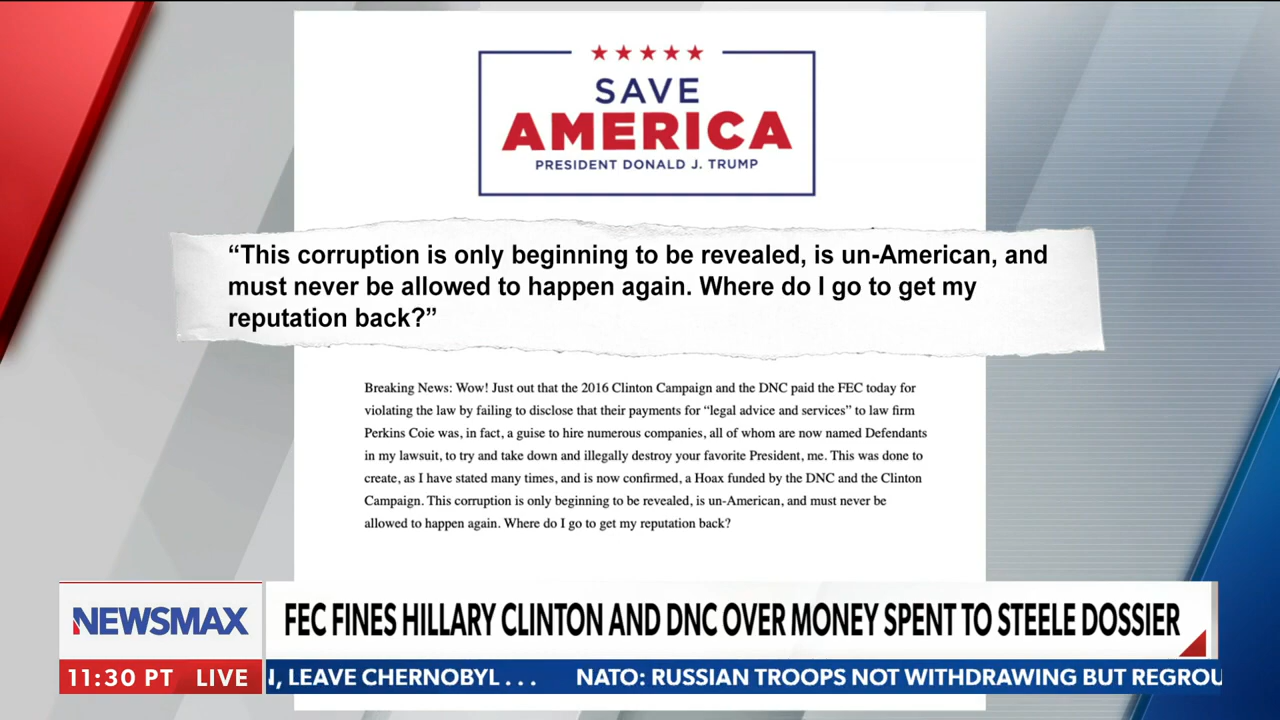 SAVE
AMERICA
PRESIDENT DONALD J. TRUMP
“This corruption is only beginning to be revealed, is un-American, and
must never be allowed to happen again. Where do I go to get my
reputation back?”
Breaking News: Wow! Just out that the 2016 Clinton Campaign and the DNC paid the FEC today for
violating the law by failing to disclose that their payments for “legal advice and services” to law firm
Perkins Coie was, in fact, a guise to hire numerous companies, all of whom are now named Defendants
in my lawsuit, to try and take down and illegally destroy your favorite President, me. This was done to
create, as I have stated many times, and is now confirmed, a Hoax funded by the DNC and the Clinton
Campaign. This corruption is only beginning to be revealed, is un-American, and must never be
allowed to happen again. Where do I go to get my reputation back?
NEWSMAX
FEC FINES HILLARY CLINTON AND DNC OVER MONEY SPENT TO STEELE DOSSIER
11:30 PT LIVE
, LEAVE CHERNOBYL . . . NATO: RUSSIAN TROOPS NOT WITHDRAWING BUT REGROU